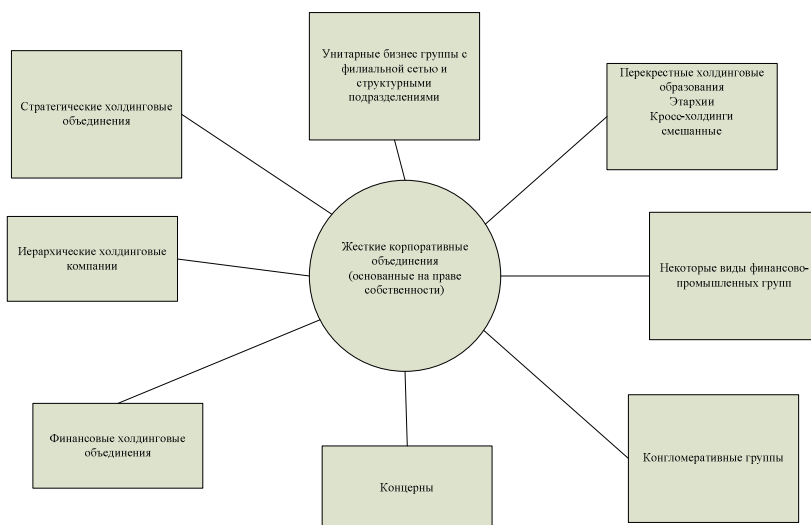 Унитарные бизнес группы с
филиальной сетью и
структурными
подразделениями
Стратегические холдинговые
объединения
Перекрестные холдинговые
образования
Этархии
Кросс-холдинги
смешанные
Иерархические холдинговые
компании
Жесткие корпоративные
объединения
(основанные на праве
собственности)
Некоторые виды финансово-
промышленных групп
Финансовые холдинговые
объединения
Концерны
Конгломеративные группы